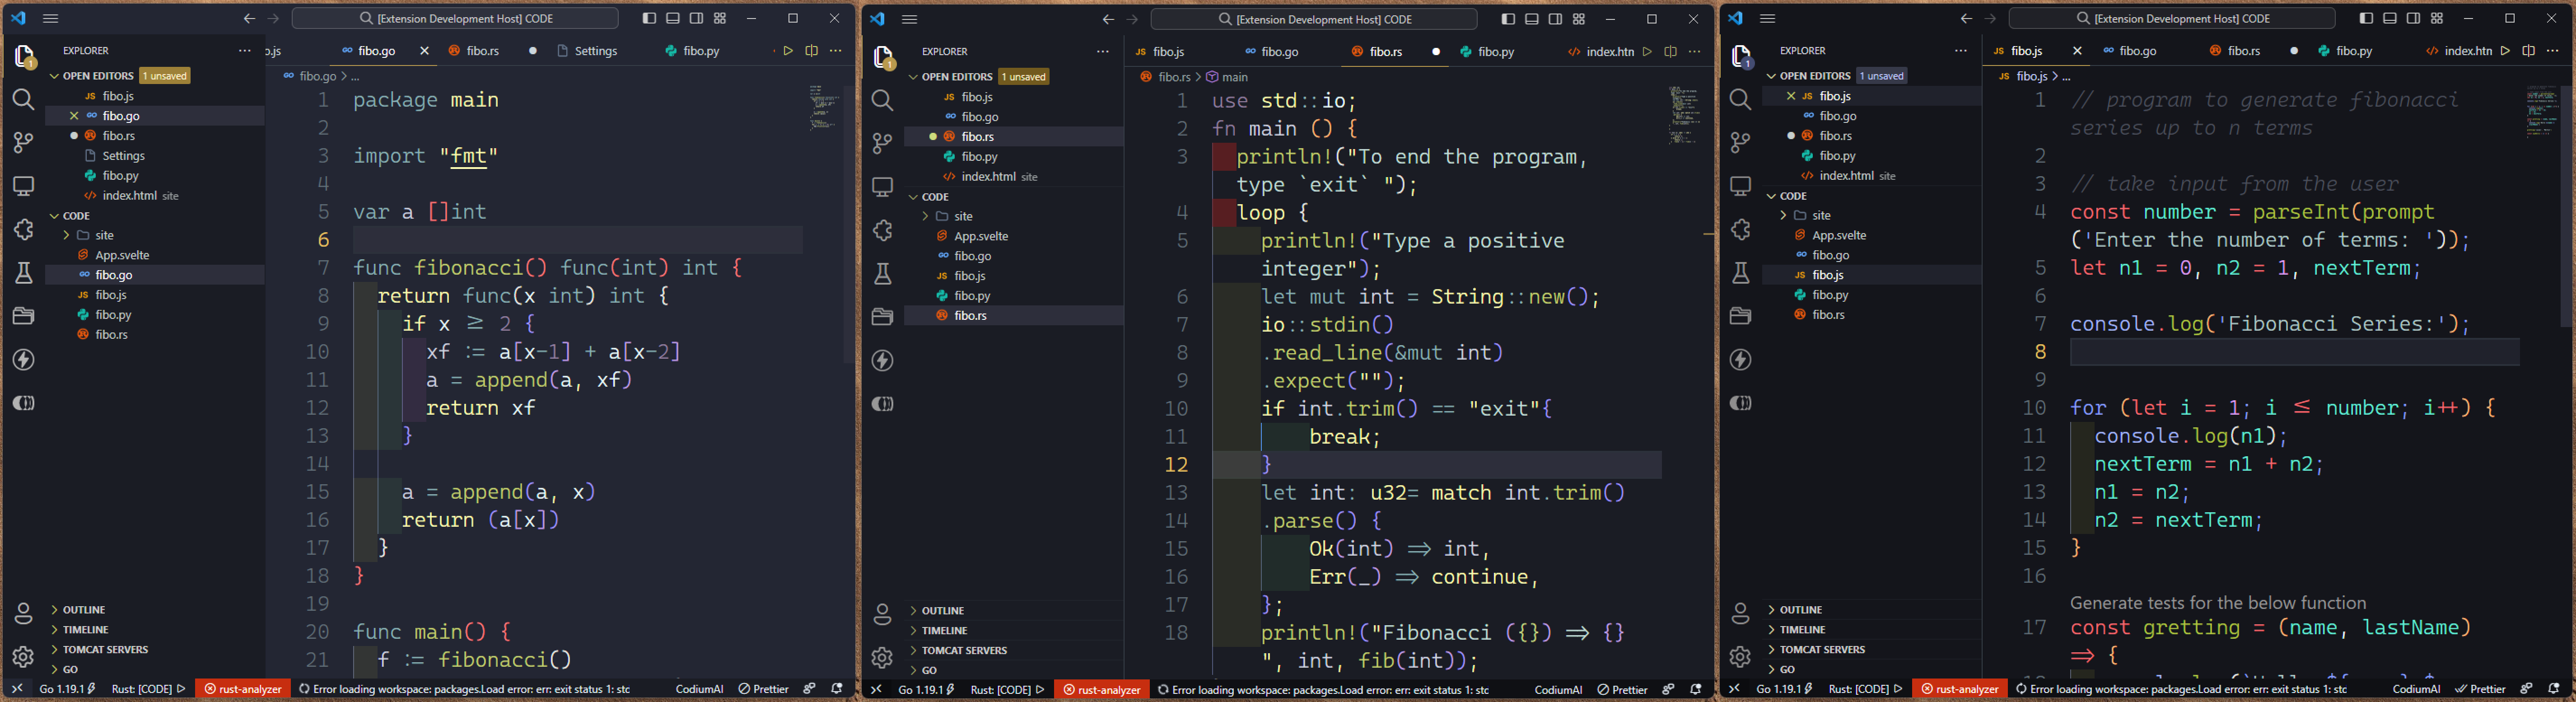 [Extension Development Host] CODE
EXPLORER
OPEN EDITORS 1 unsaved
JS fibo.js
fibo.go
fibo.rs
Settings
fibo.py
index.html site
CODE
site
App.svelte
fibo.go
JS fibo.js
fibo.py
fibo.rs
OUTLINE
TIMELINE
TOMCAT SERVERS
GO
o.js
fibo.go
fibo.rs
Settings
fibo.py
fibo.go > ...
1 package main
2
3 import "fmt"
4
5 var a []int
6
7 func fibonacci() func(int) int {
8 return func(x int) int {
9 if x ≥ 2 {
10 xf := a[x-1] + a[x-2]
11 a = append(a, xf)
12 return xf
13 }
14
15 a = append(a, x)
16 return (a[x])
17 }
18 }
19
20 func main() {
21 f := fibonacci()
Go 1.19.1 Rust: [CODE] rust-analyzer Error loading workspace: packages.Load error: err: exit status 1: stc CodiumAI Prettier
[Extension Development Host] CODE
EXPLORER
OPEN EDITORS 1 unsaved
JS fibo.js
fibo.go
fibo.rs
fibo.py
index.html site
CODE
site
App.svelte
fibo.go
JS fibo.js
fibo.py
fibo.rs
OUTLINE
TIMELINE
TOMCAT SERVERS
GO
JS fibo.js
fibo.go
fibo.rs
fibo.py
index.htn
fibo.rs > main
1 use std::io;
2 fn main () {
3 println!("To end the program,
type `exit` ");
4 loop {
5 println!("Type a positive
integer");
6 let mut int = String::new();
7 io::stdin()
8 .read_line(&mut int)
9 .expect("");
10 if int.trim() == "exit"{
11 break;
12 }
13 let int: u32= match int.trim()
14 .parse() {
15 Ok(int) ⇒ int,
16 Err(_) ⇒ continue,
17 };
18 println!("Fibonacci ({}) ⇒ {}
", int, fib(int));
Go 1.19.1 Rust: [CODE] rust-analyzer Error loading workspace: packages.Load error: err: exit status 1: stc CodiumAI Prettier
[Extension Development Host] CODE
EXPLORER
OPEN EDITORS 1 unsaved
JS fibo.js
fibo.go
fibo.rs
fibo.py
index.html site
CODE
site
App.svelte
fibo.go
JS fibo.js
fibo.py
fibo.rs
OUTLINE
TIMELINE
TOMCAT SERVERS
GO
JS fibo.js
fibo.go
fibo.rs
fibo.py
index.htn
JS fibo.js > ...
1 // program to generate fibonacci
series up to n terms
2
3 // take input from the user
4 const number = parseInt(prompt
('Enter the number of terms: '));
5 let n1 = 0, n2 = 1, nextTerm;
6
7 console.log('Fibonacci Series:');
8
9
10 for (let i = 1; i ≤ number; i++) {
11 console.log(n1);
12 nextTerm = n1 + n2;
13 n1 = n2;
14 n2 = nextTerm;
15 }
16
Generate tests for the below function
17 const gretting = (name, lastName)
⇒ {
Go 1.19.1 Rust: [CODE] rust-analyzer Error loading workspace: packages.Load error: err: exit status 1: stc CodiumAI Prettier